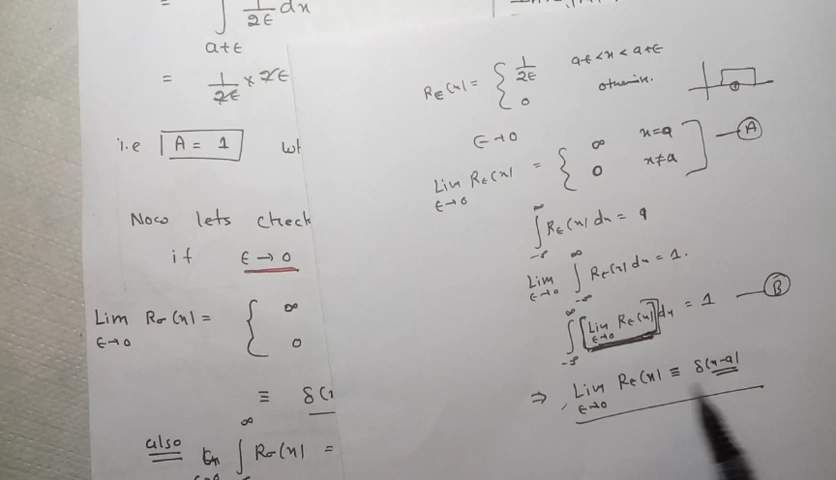 = ∫ 1/2ϵ dx
a+ϵ
= 1/2ϵ × 2ϵ
i.e A = 1
Now lets check
if ϵ→0
Lim Rσ(x) = { ∞
ϵ→0 0
≡ δ(
also ∫ Rσ(x) =
∞
Rϵ(x) = { 1/2ϵ a-ϵ<x<a+ϵ
0 otherwise.
ϵ→0
Lim Rϵ(x) = { ∞ x=a
ϵ→0 0 x≠a
A
∫ Rϵ(x) dx = 1
-∞ ∞
Lim ∫ Rϵ(x) dx = 1.
ϵ→0 -∞ ∞
∫ [Lim Rϵ(x)] dx = 1 B
-∞ ∞ ϵ→0
⇒ Lim Rϵ(x) ≡ δ(x-a)
ϵ→0